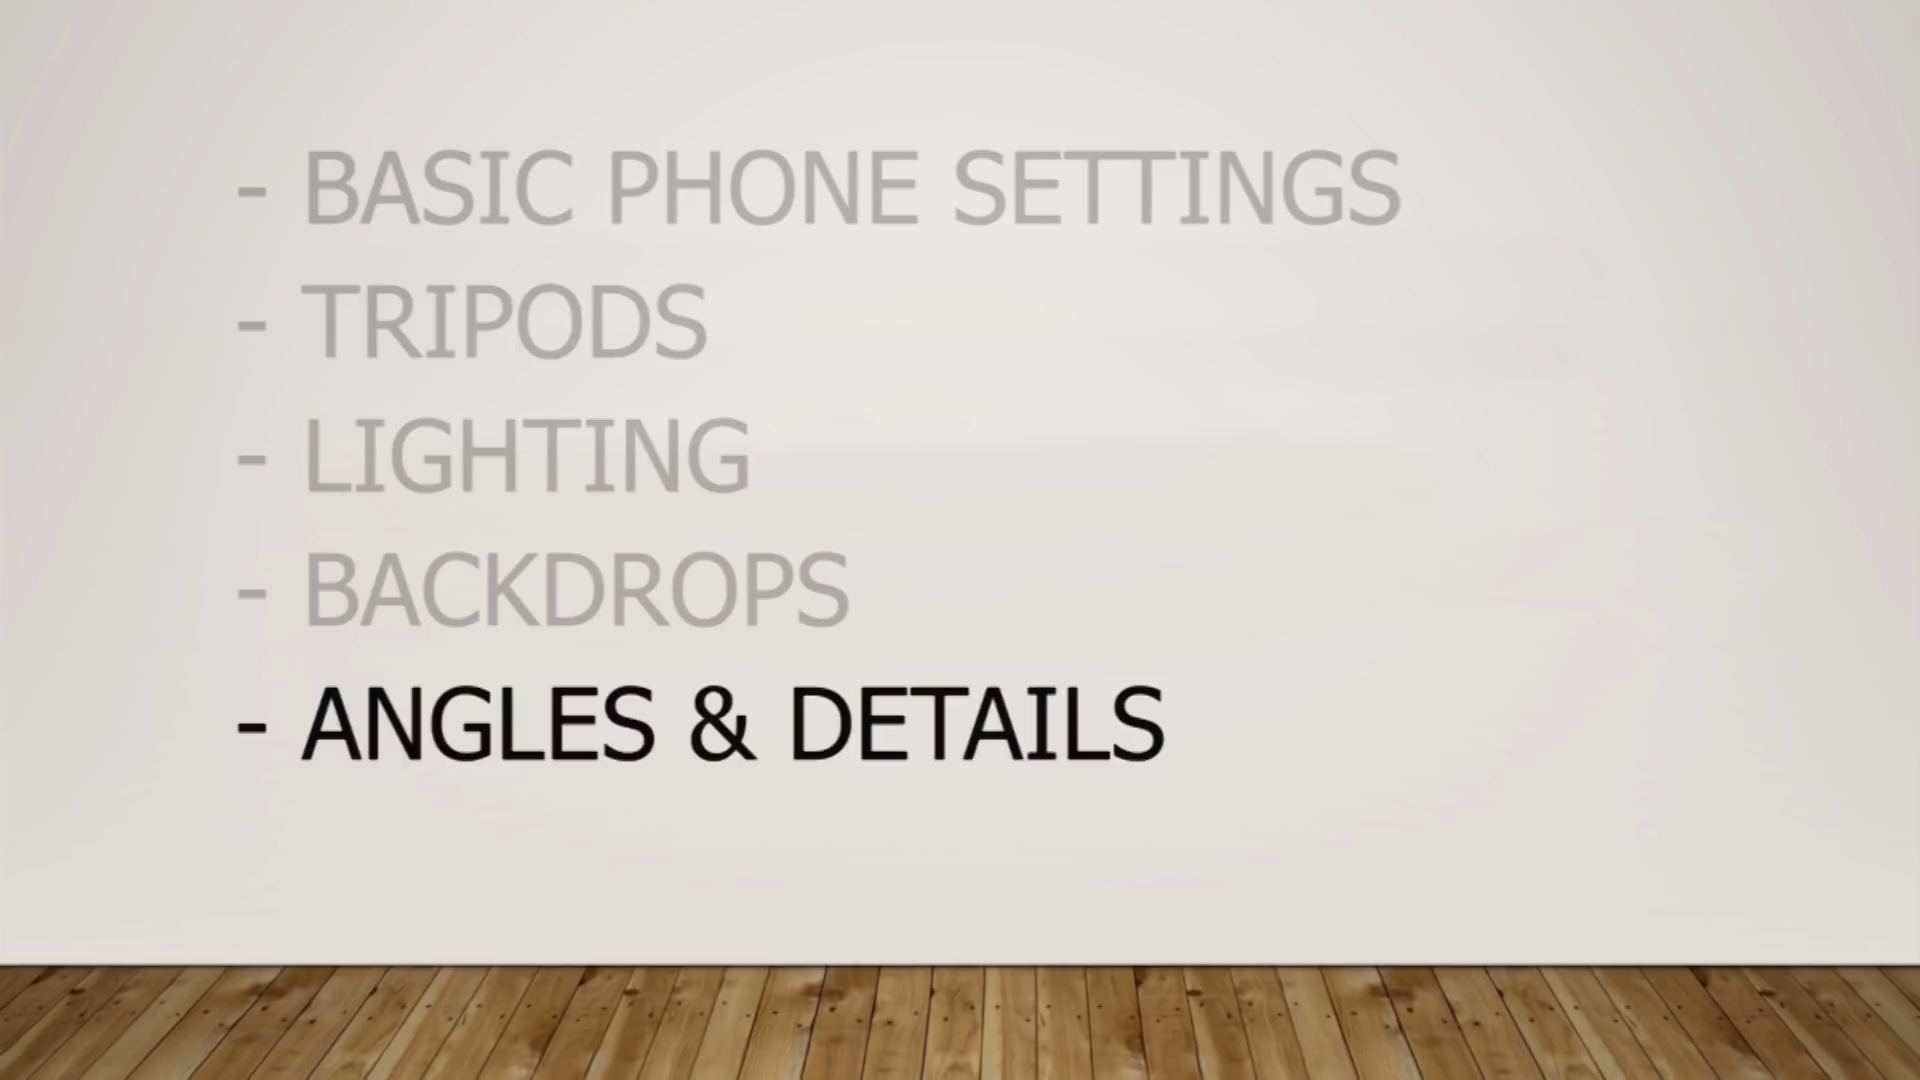 - BASIC PHONE SETTINGS
- TRIPODS
- LIGHTING
- BACKDROPS
- ANGLES & DETAILS